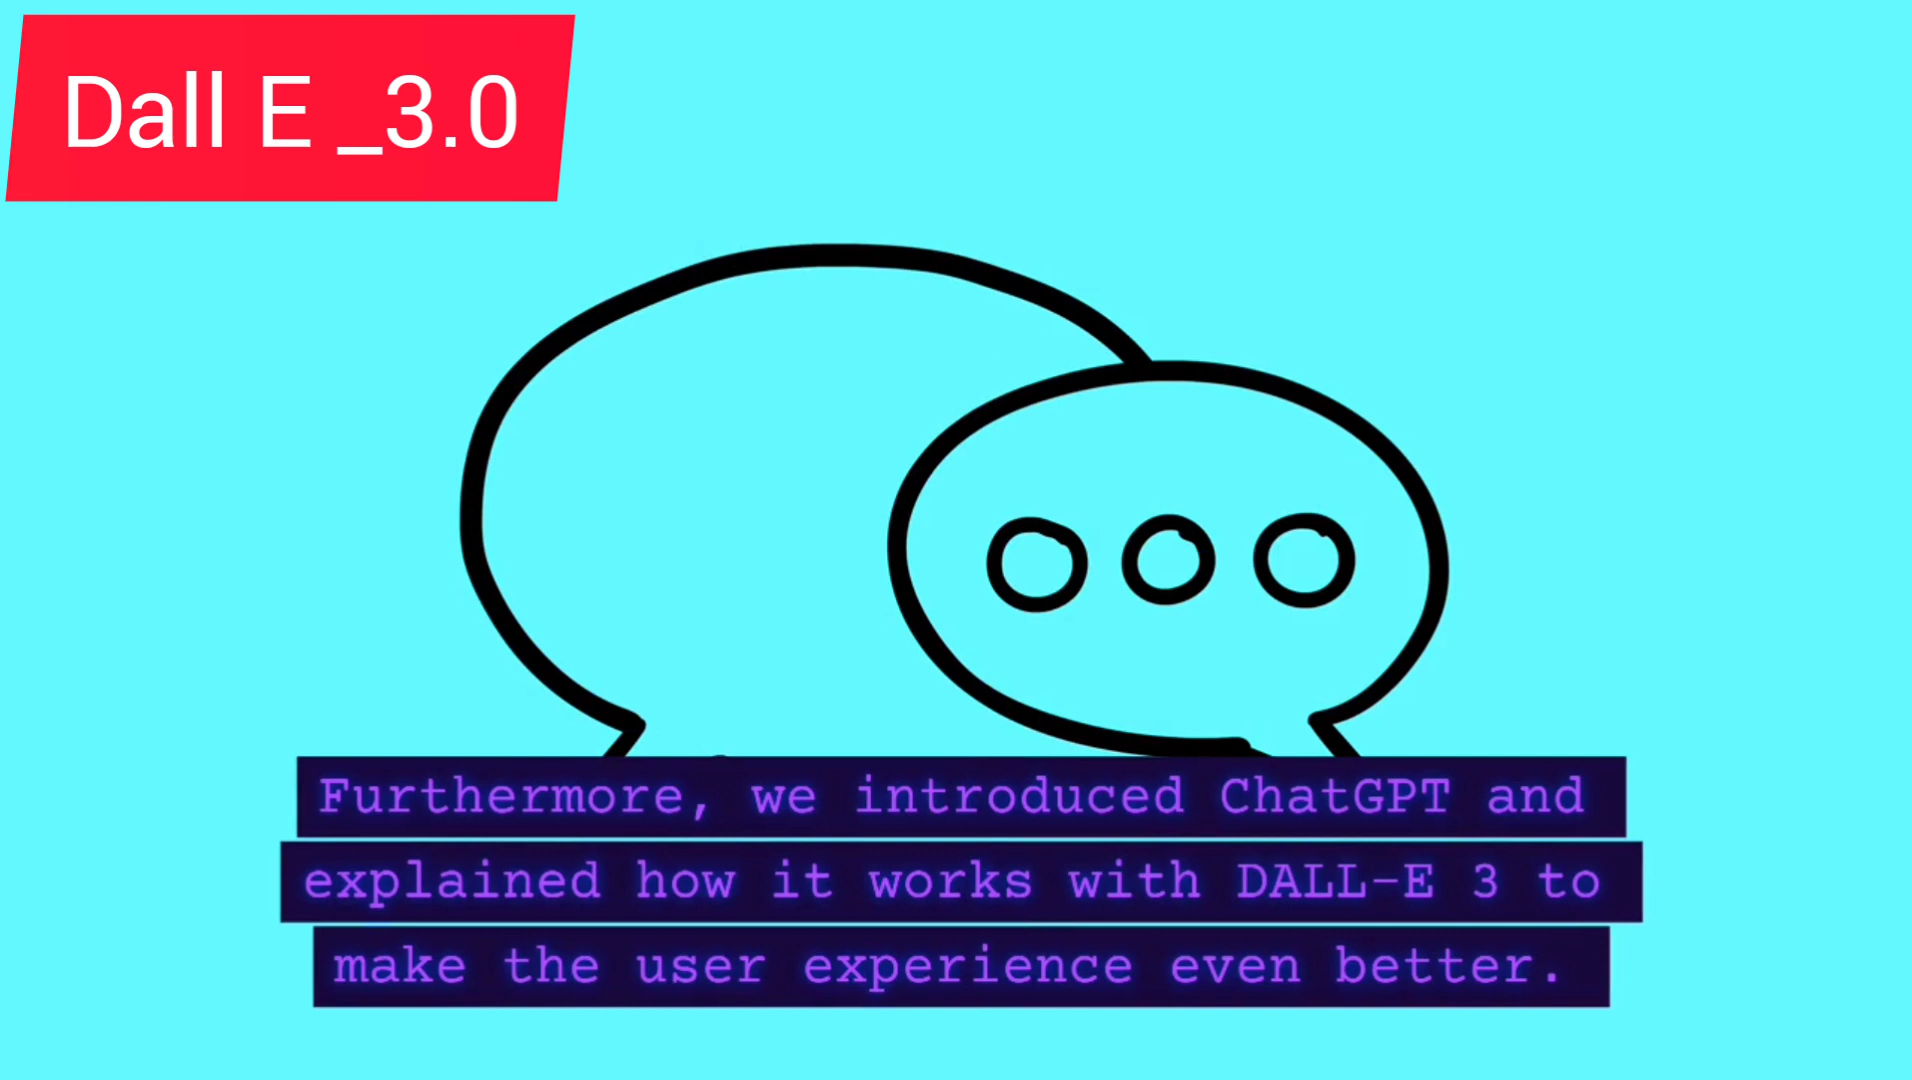 Dall E _3.0
Furthermore, we introduced ChatGPT and
explained how it works with DALL-E 3 to
make the user experience even better.